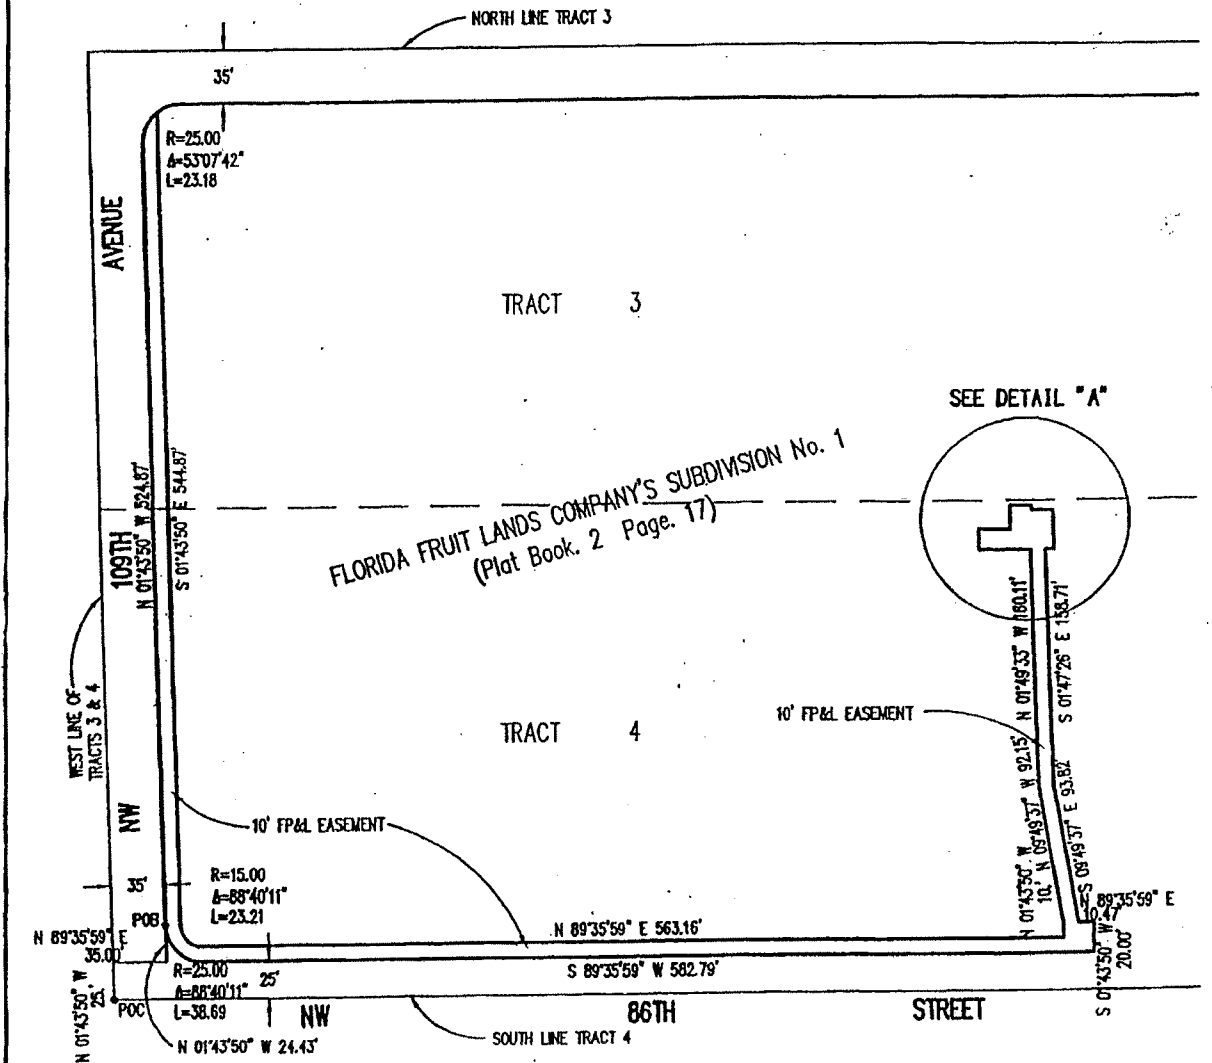 NORTH LINE TRACT 3
35'
R=25.00
Δ=53°07'42"
L=23.18
AVENUE
TRACT 3
SEE DETAIL "A"
FLORIDA FRUIT LANDS COMPANY'S SUBDIVISION No. 1
(Plat Book. 2 Page. 17)
109TH
N 01°43'50" W 524.87'
S 01°43'50" E 544.87'
N 01°49'33" W 160.11'
S 01°47'26" E 158.71'
WEST LINE OF
TRACTS 3 & 4
TRACT 4
10' FP&L EASEMENT
N 09°49'37" W 92.15'
S 09°49'37" E 93.82'
NW
10' FP&L EASEMENT
35'
R=15.00
Δ=88°40'11"
L=23.21
POB
N 01°43'50" W
10.'
N 89°35'59" E
10.47'
N 89°35'59" E
35.00'
N 89°35'59" E 563.16'
S 89°35'59" W 582.79'
S 01°43'50" W
20.00'
R=25.00
Δ=88°40'11"
L=38.69
25'
N 01°43'50" W
25.'
POC
NW 86TH STREET
N 01°43'50" W 24.43'
SOUTH LINE TRACT 4